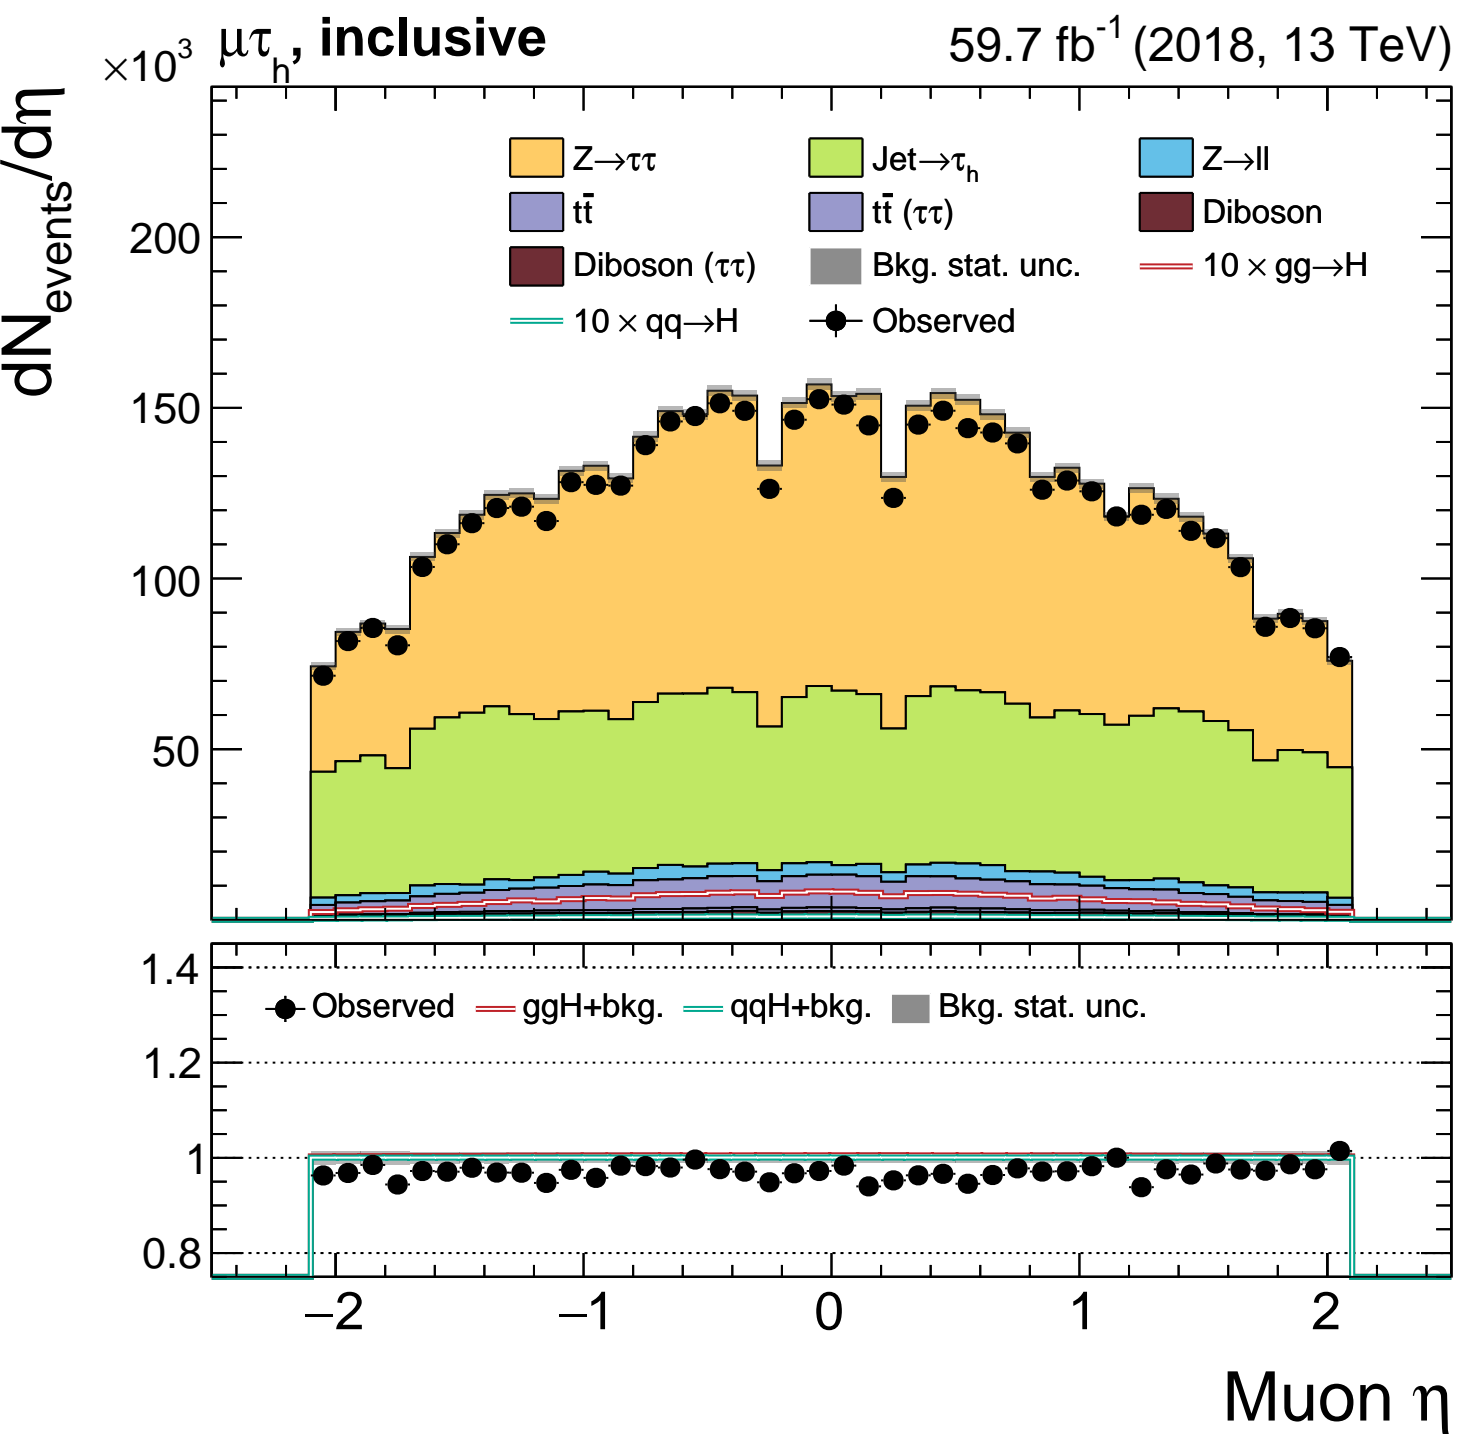 ×10³ μτₕ, inclusive 59.7 fb⁻¹ (2018, 13 TeV)
dN_events/dη
Z→ττ Jet→τₕ Z→ll
tt̄ tt̄ (ττ) Diboson
Diboson (ττ) Bkg. stat. unc. 10 × gg→H
10 × qq→H Observed
200
150
100
50
1.4
Observed ggH+bkg. qqH+bkg. Bkg. stat. unc.
1.2
1
0.8
−2 −1 0 1 2
Muon η